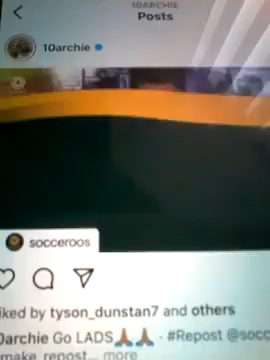 10ARCHIE
Posts
10archie
socceroos
iked by tyson_dunstan7 and others
0archie Go LADS🙏🏾🙏🏾 · #Repost @socc
make_repost... more